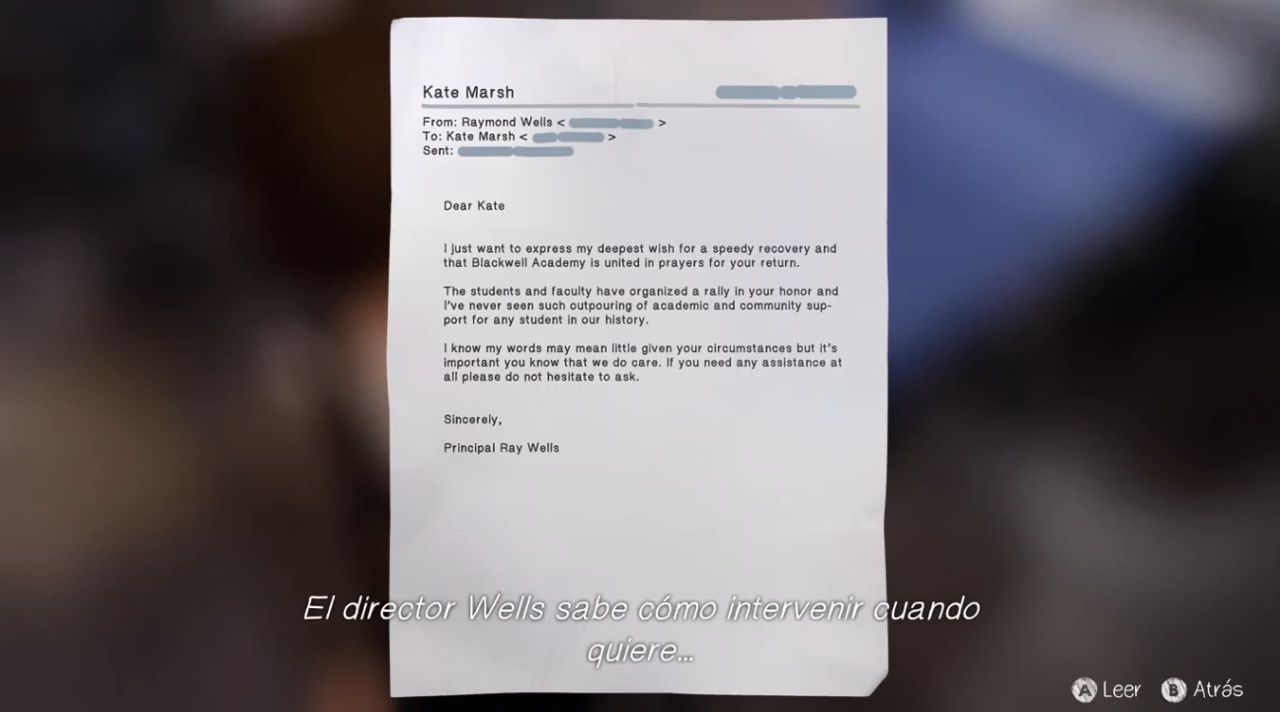 Kate Marsh
From: Raymond Wells < >
To: Kate Marsh < >
Sent:
Dear Kate
I just want to express my deepest wish for a speedy recovery and
that Blackwell Academy is united in prayers for your return.
The students and faculty have organized a rally in your honor and
I've never seen such outpouring of academic and community sup-
port for any student in our history.
I know my words may mean little given your circumstances but it's
important you know that we do care. If you need any assistance at
all please do not hesitate to ask.
Sincerely,
Principal Ray Wells
El director Wells sabe cómo intervenir cuando
quiere...
A Leer B Atrás